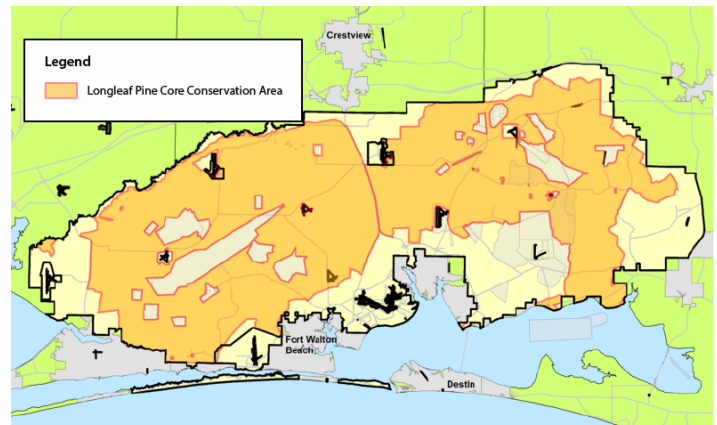 Crestview
Legend
Longleaf Pine Core Conservation Area
Fort Walton
Beach
Destin